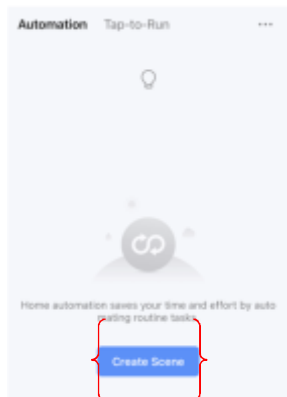 Automation Tap-to-Run ...
Home automation saves your time and effort by auto
mating routine tasks
Create Scene